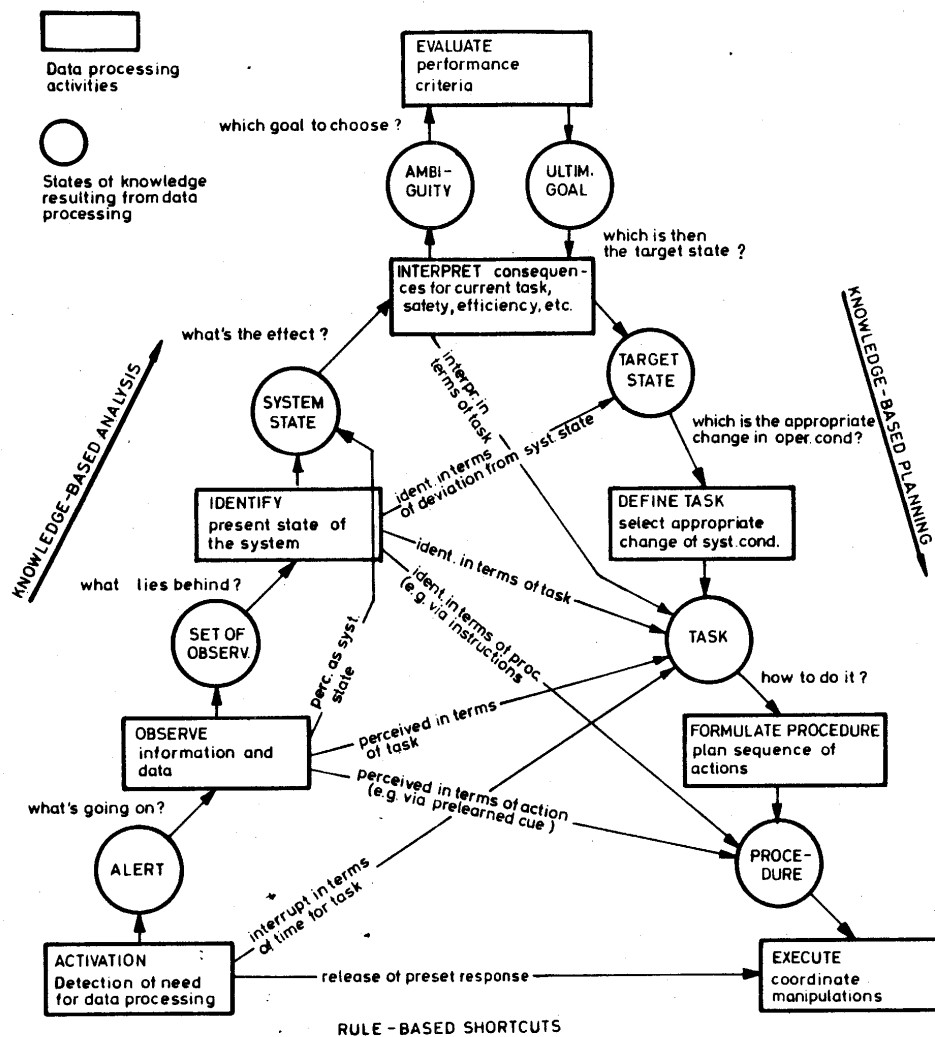 Data processing
activities
States of knowledge
resulting from data
processing
EVALUATE
performance
criteria
which goal to choose ?
AMBI-
GUITY
ULTIM.
GOAL
which is then
the target state ?
INTERPRET consequen-
ces for current task,
safety, efficiency, etc.
what's the effect ?
SYSTEM
STATE
TARGET
STATE
interpr. in
terms of task
KNOWLEDGE-BASED ANALYSIS
KNOWLEDGE-BASED PLANNING
which is the appropriate
change in oper. cond?
ident. in terms
of deviation from syst. state
IDENTIFY
present state of
the system
DEFINE TASK
select appropriate
change of syst. cond.
ident. in terms of task
ident. in terms of proc.
(e.g. via instructions
what lies behind ?
SET OF
OBSERV.
TASK
perc. as syst.
state
how to do it ?
OBSERVE
information and
data
perceived in terms
of task
FORMULATE PROCEDURE
plan sequence of
actions
perceived in terms of action
(e.g. via prelearned cue )
what's going on?
ALERT
PROCE-
DURE
interrupt in terms
of time for task
ACTIVATION
Detection of need
for data processing
release of preset response
EXECUTE
coordinate
manipulations
RULE-BASED SHORTCUTS